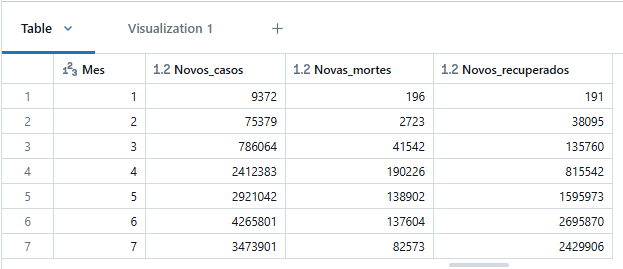 Table Visualization 1 +
1²3 Mes 1.2 Novos_casos 1.2 Novas_mortes 1.2 Novos_recuperados
1 1 9372 196 191
2 2 75379 2723 38095
3 3 786064 41542 135760
4 4 2412383 190226 815542
5 5 2921042 138902 1595973
6 6 4265801 137604 2695870
7 7 3473901 82573 2429906